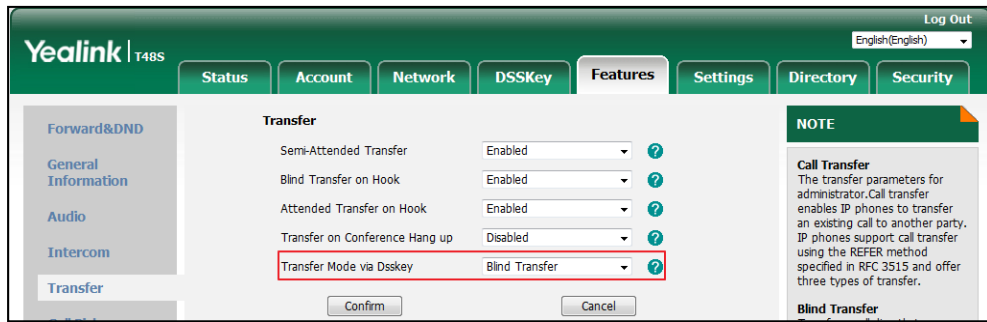 Log Out
Yealink T48S
English(English)
Status Account Network DSSKey Features Settings Directory Security
Forward&DND
General
Information
Audio
Intercom
Transfer
Transfer
Semi-Attended Transfer Enabled
Blind Transfer on Hook Enabled
Attended Transfer on Hook Enabled
Transfer on Conference Hang up Disabled
Transfer Mode via Dsskey Blind Transfer
Confirm Cancel
NOTE
Call Transfer
The transfer parameters for
administrator.Call transfer
enables IP phones to transfer
an existing call to another party.
IP phones support call transfer
using the REFER method
specified in RFC 3515 and offer
three types of transfer.
Blind Transfer